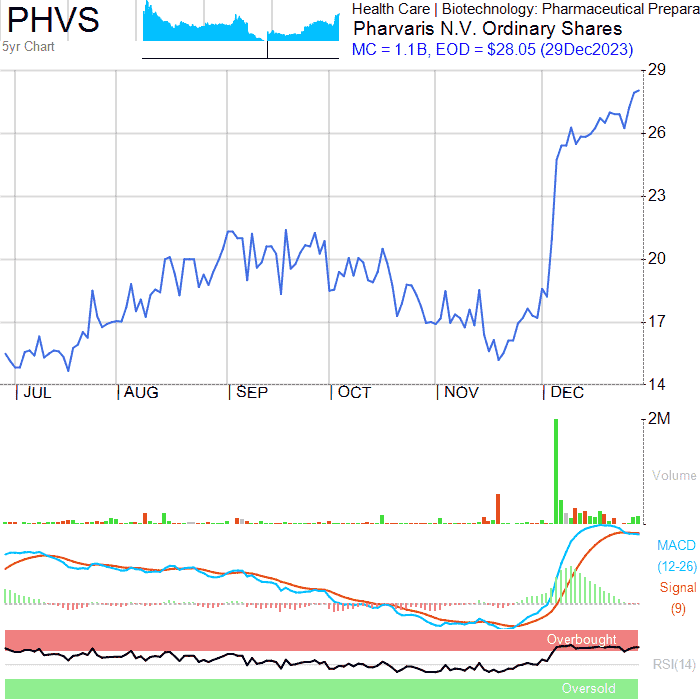 PHVS
5yr Chart
Health Care | Biotechnology: Pharmaceutical Prepara
Pharvaris N.V. Ordinary Shares
MC = 1.1B, EOD = $28.05 (29Dec2023)
29
26
23
20
17
14
| JUL | AUG | SEP | OCT | NOV | DEC
2M
Volume
MACD
(12-26)
Signal
(9)
Overbought
RSI(14)
Oversold